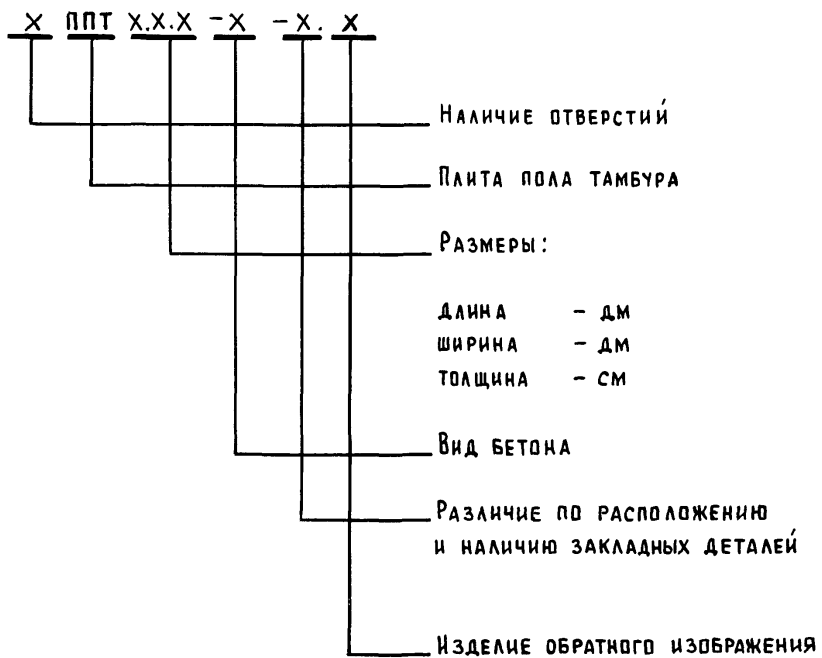 Х ППТ Х.Х.Х -Х -Х. Х
Наличие отверстий
Плита пола тамбура
Размеры:
длина - дм
ширина - дм
толщина - см
Вид бетона
Различие по расположению
и наличию закладных деталей
Изделие обратного изображения